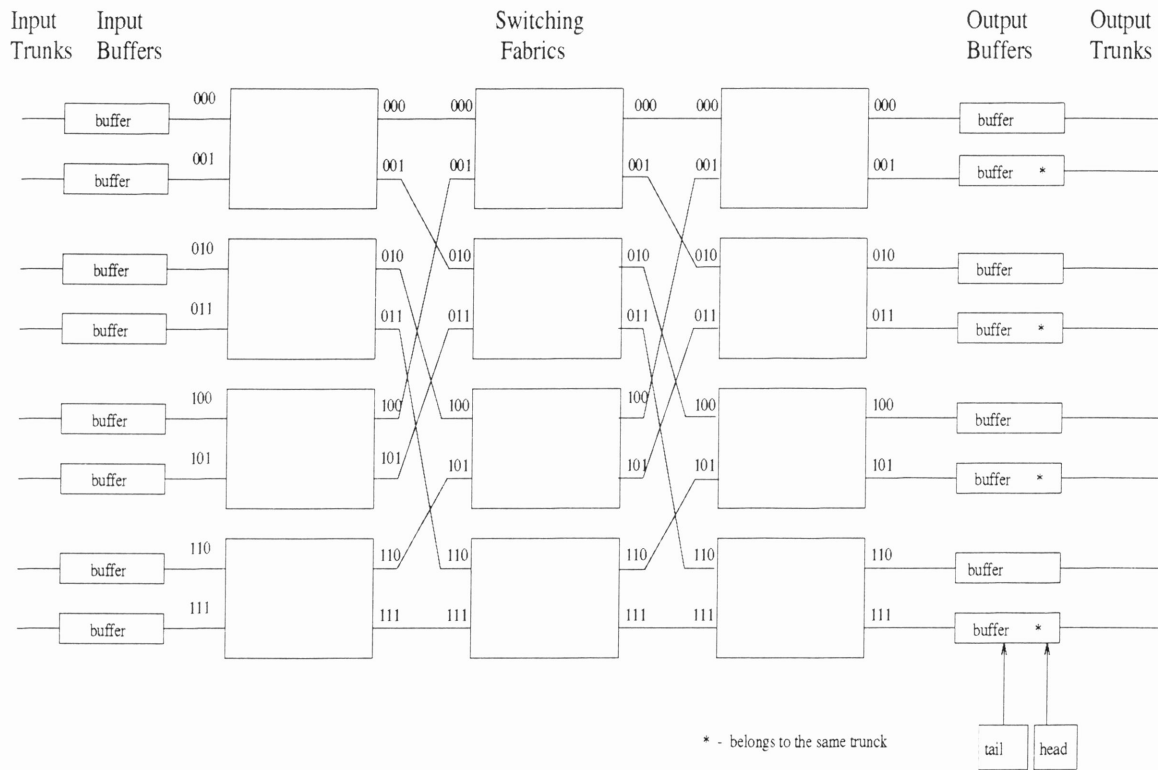 Input Input Switching Output Output
Trunks Buffers Fabrics Buffers Trunks
000 000 000 000 000 000
buffer buffer
001 001 001 001 001 001
buffer buffer *
010 010 010 010 010 010
buffer buffer
011 011 011 011 011 011
buffer buffer *
100 100 100 100 100 100
buffer buffer
101 101 101 101 101 101
buffer buffer *
110 110 110 110 110 110
buffer buffer
111 111 111 111 111 111
buffer buffer *
* - belongs to the same trunck
tail head